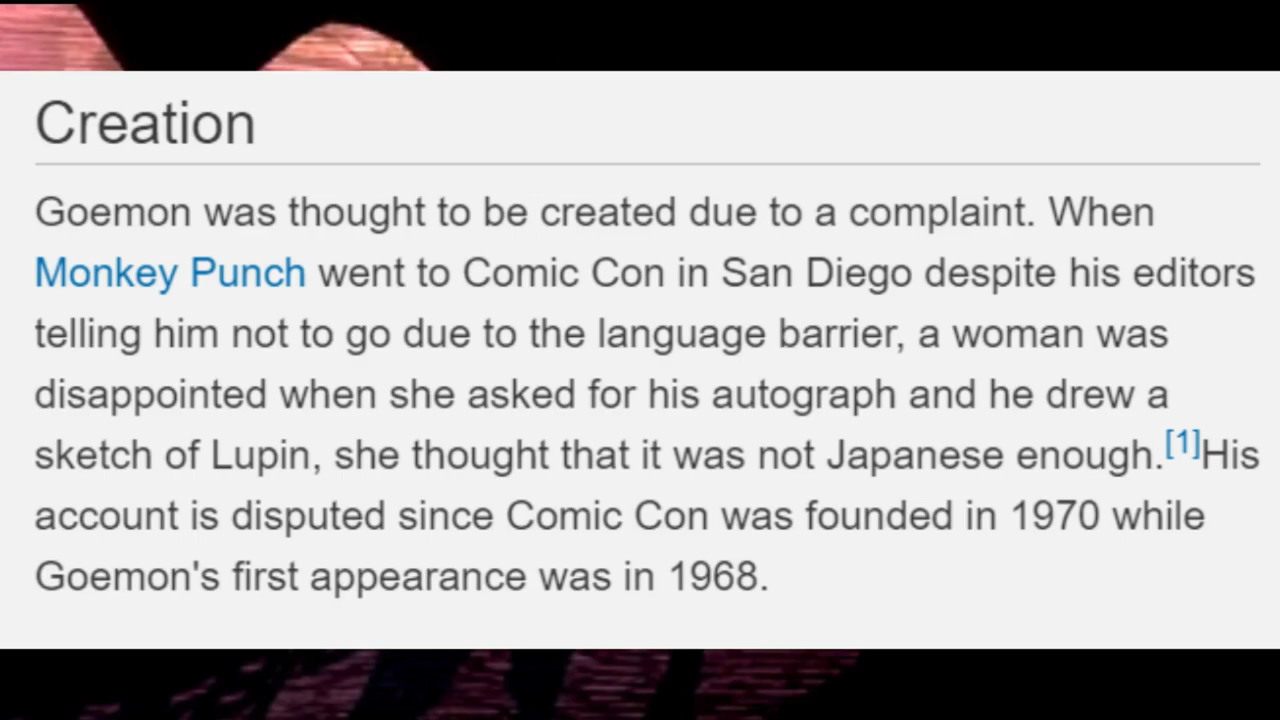 Creation
Goemon was thought to be created due to a complaint. When
Monkey Punch went to Comic Con in San Diego despite his editors
telling him not to go due to the language barrier, a woman was
disappointed when she asked for his autograph and he drew a
sketch of Lupin, she thought that it was not Japanese enough.[1]His
account is disputed since Comic Con was founded in 1970 while
Goemon's first appearance was in 1968.